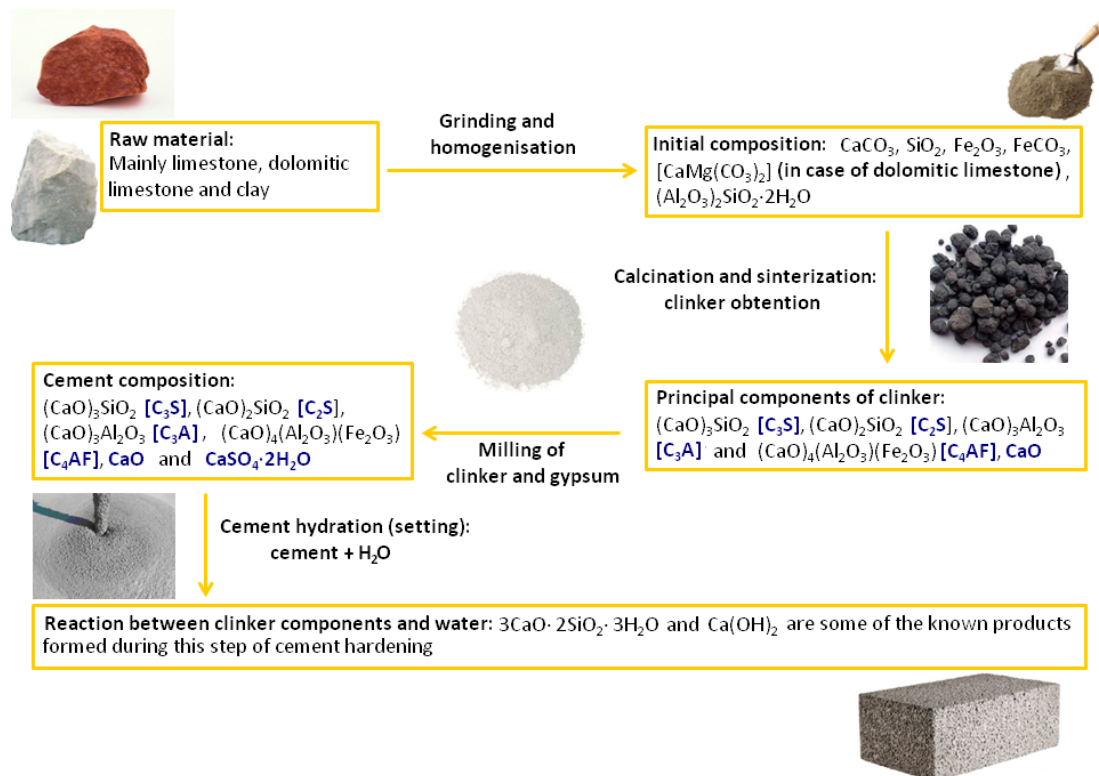 Raw material:
Mainly limestone, dolomitic
limestone and clay
Grinding and
homogenisation
Initial composition: CaCO₃, SiO₂, Fe₂O₃, FeCO₃,
[CaMg(CO₃)₂] (in case of dolomitic limestone) ,
(Al₂O₃)₂SiO₂·2H₂O
Calcination and sinterization:
clinker obtention
Principal components of clinker:
(CaO)₃SiO₂ [C₃S], (CaO)₂SiO₂ [C₂S], (CaO)₃Al₂O₃
[C₃A] and (CaO)₄(Al₂O₃)(Fe₂O₃) [C₄AF], CaO
Milling of
clinker and gypsum
Cement composition:
(CaO)₃SiO₂ [C₃S], (CaO)₂SiO₂ [C₂S],
(CaO)₃Al₂O₃ [C₃A] , (CaO)₄(Al₂O₃)(Fe₂O₃)
[C₄AF], CaO and CaSO₄·2H₂O
Cement hydration (setting):
cement + H₂O
Reaction between clinker components and water: 3CaO· 2SiO₂· 3H₂O and Ca(OH)₂ are some of the known products
formed during this step of cement hardening